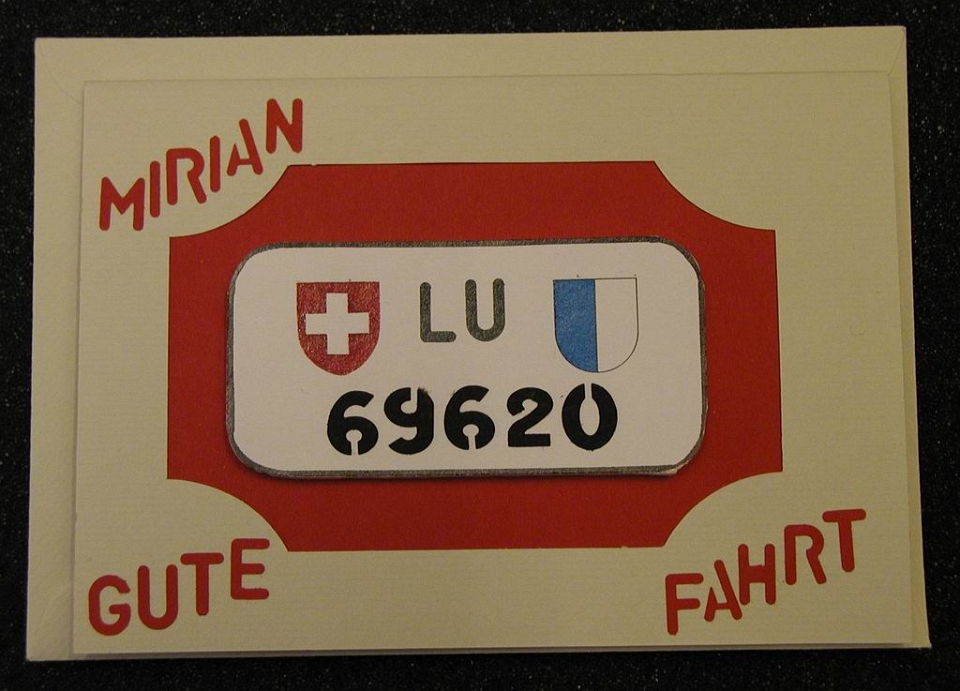 MIRIAN
LU
69620
GUTE
FAHRT